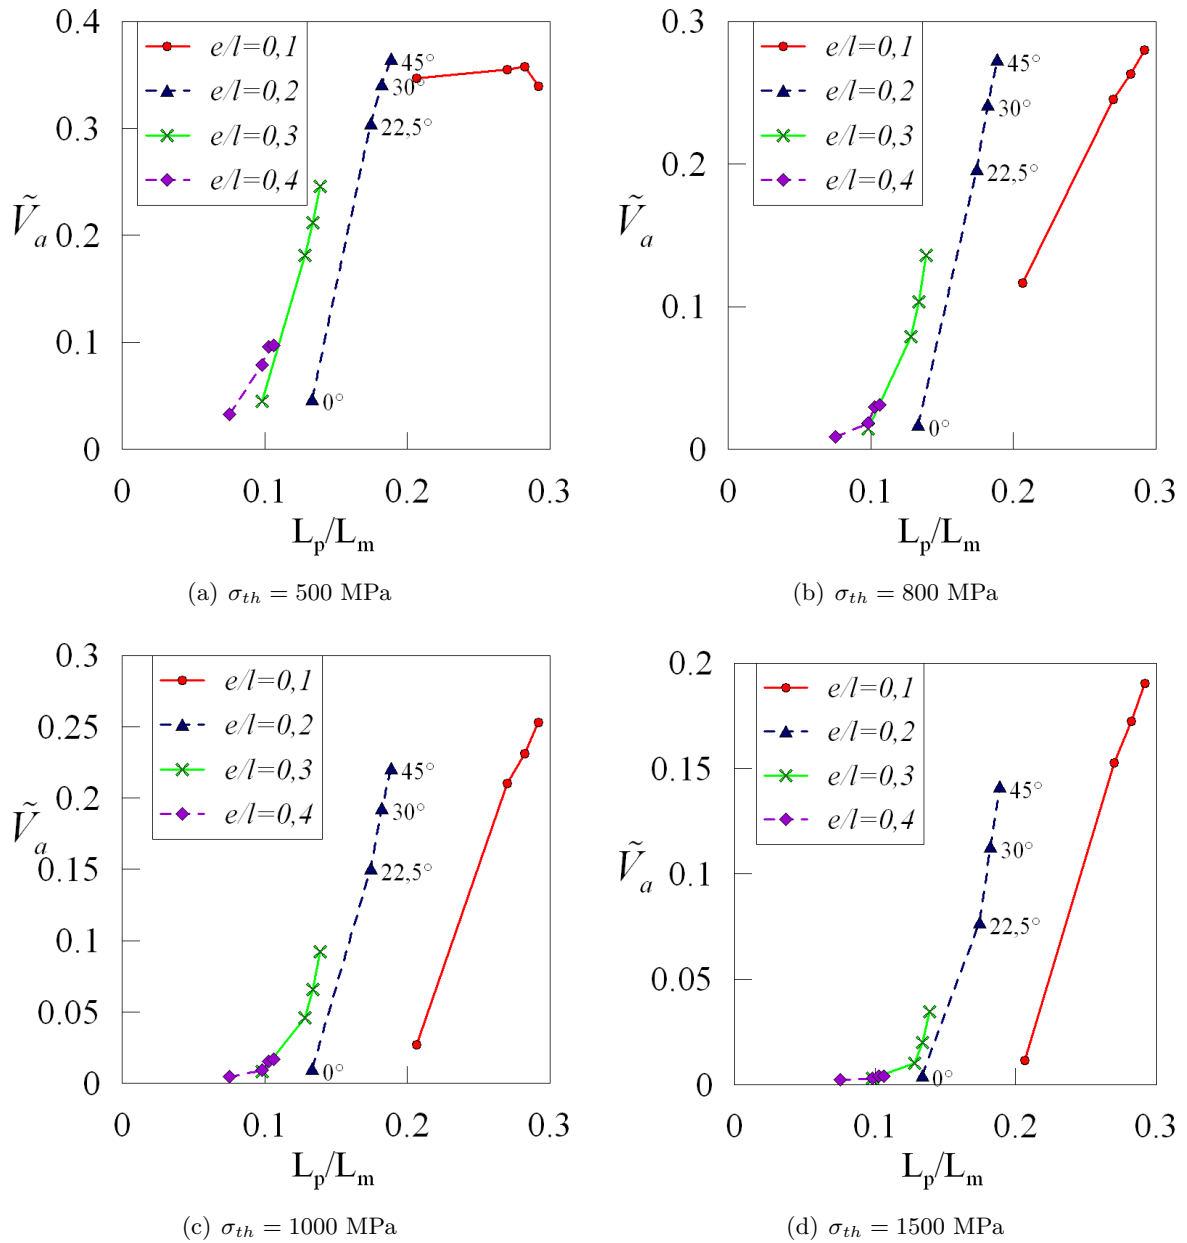 0.4
0.3
0.2
0.1
0
Ṽa
e/l=0,1
e/l=0,2
e/l=0,3
e/l=0,4
45°
30°
22,5°
0°
0 0.1 0.2 0.3
Lp/Lm
(a) σth = 500 MPa
0.3
0.2
0.1
0
Ṽa
e/l=0,1
e/l=0,2
e/l=0,3
e/l=0,4
45°
30°
22,5°
0°
0 0.1 0.2 0.3
Lp/Lm
(b) σth = 800 MPa
0.3
0.25
0.2
0.15
0.1
0.05
0
Ṽa
e/l=0,1
e/l=0,2
e/l=0,3
e/l=0,4
45°
30°
22,5°
0°
0 0.1 0.2 0.3
Lp/Lm
(c) σth = 1000 MPa
0.2
0.15
0.1
0.05
0
Ṽa
e/l=0,1
e/l=0,2
e/l=0,3
e/l=0,4
45°
30°
22,5°
0°
0 0.1 0.2 0.3
Lp/Lm
(d) σth = 1500 MPa